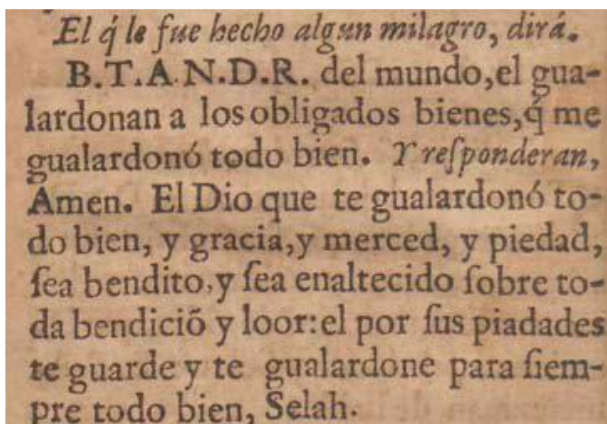 El q́ le fue hecho algun milagro, dirá.
B.T.A.N.D.R. del mundo, el gua-
lardonan a los obligados bienes, q́ me
gualardonó todo bien. Y reſponderan,
Amen. El Dio que te gualardonó to-
do bien, y gracia, y merced, y piedad,
ſea bendito, y ſea enaltecido ſobre to-
da bendició̄ y loor: el por ſus piadades
te guarde y te gualardone para ſiem-
pre todo bien, Selah.